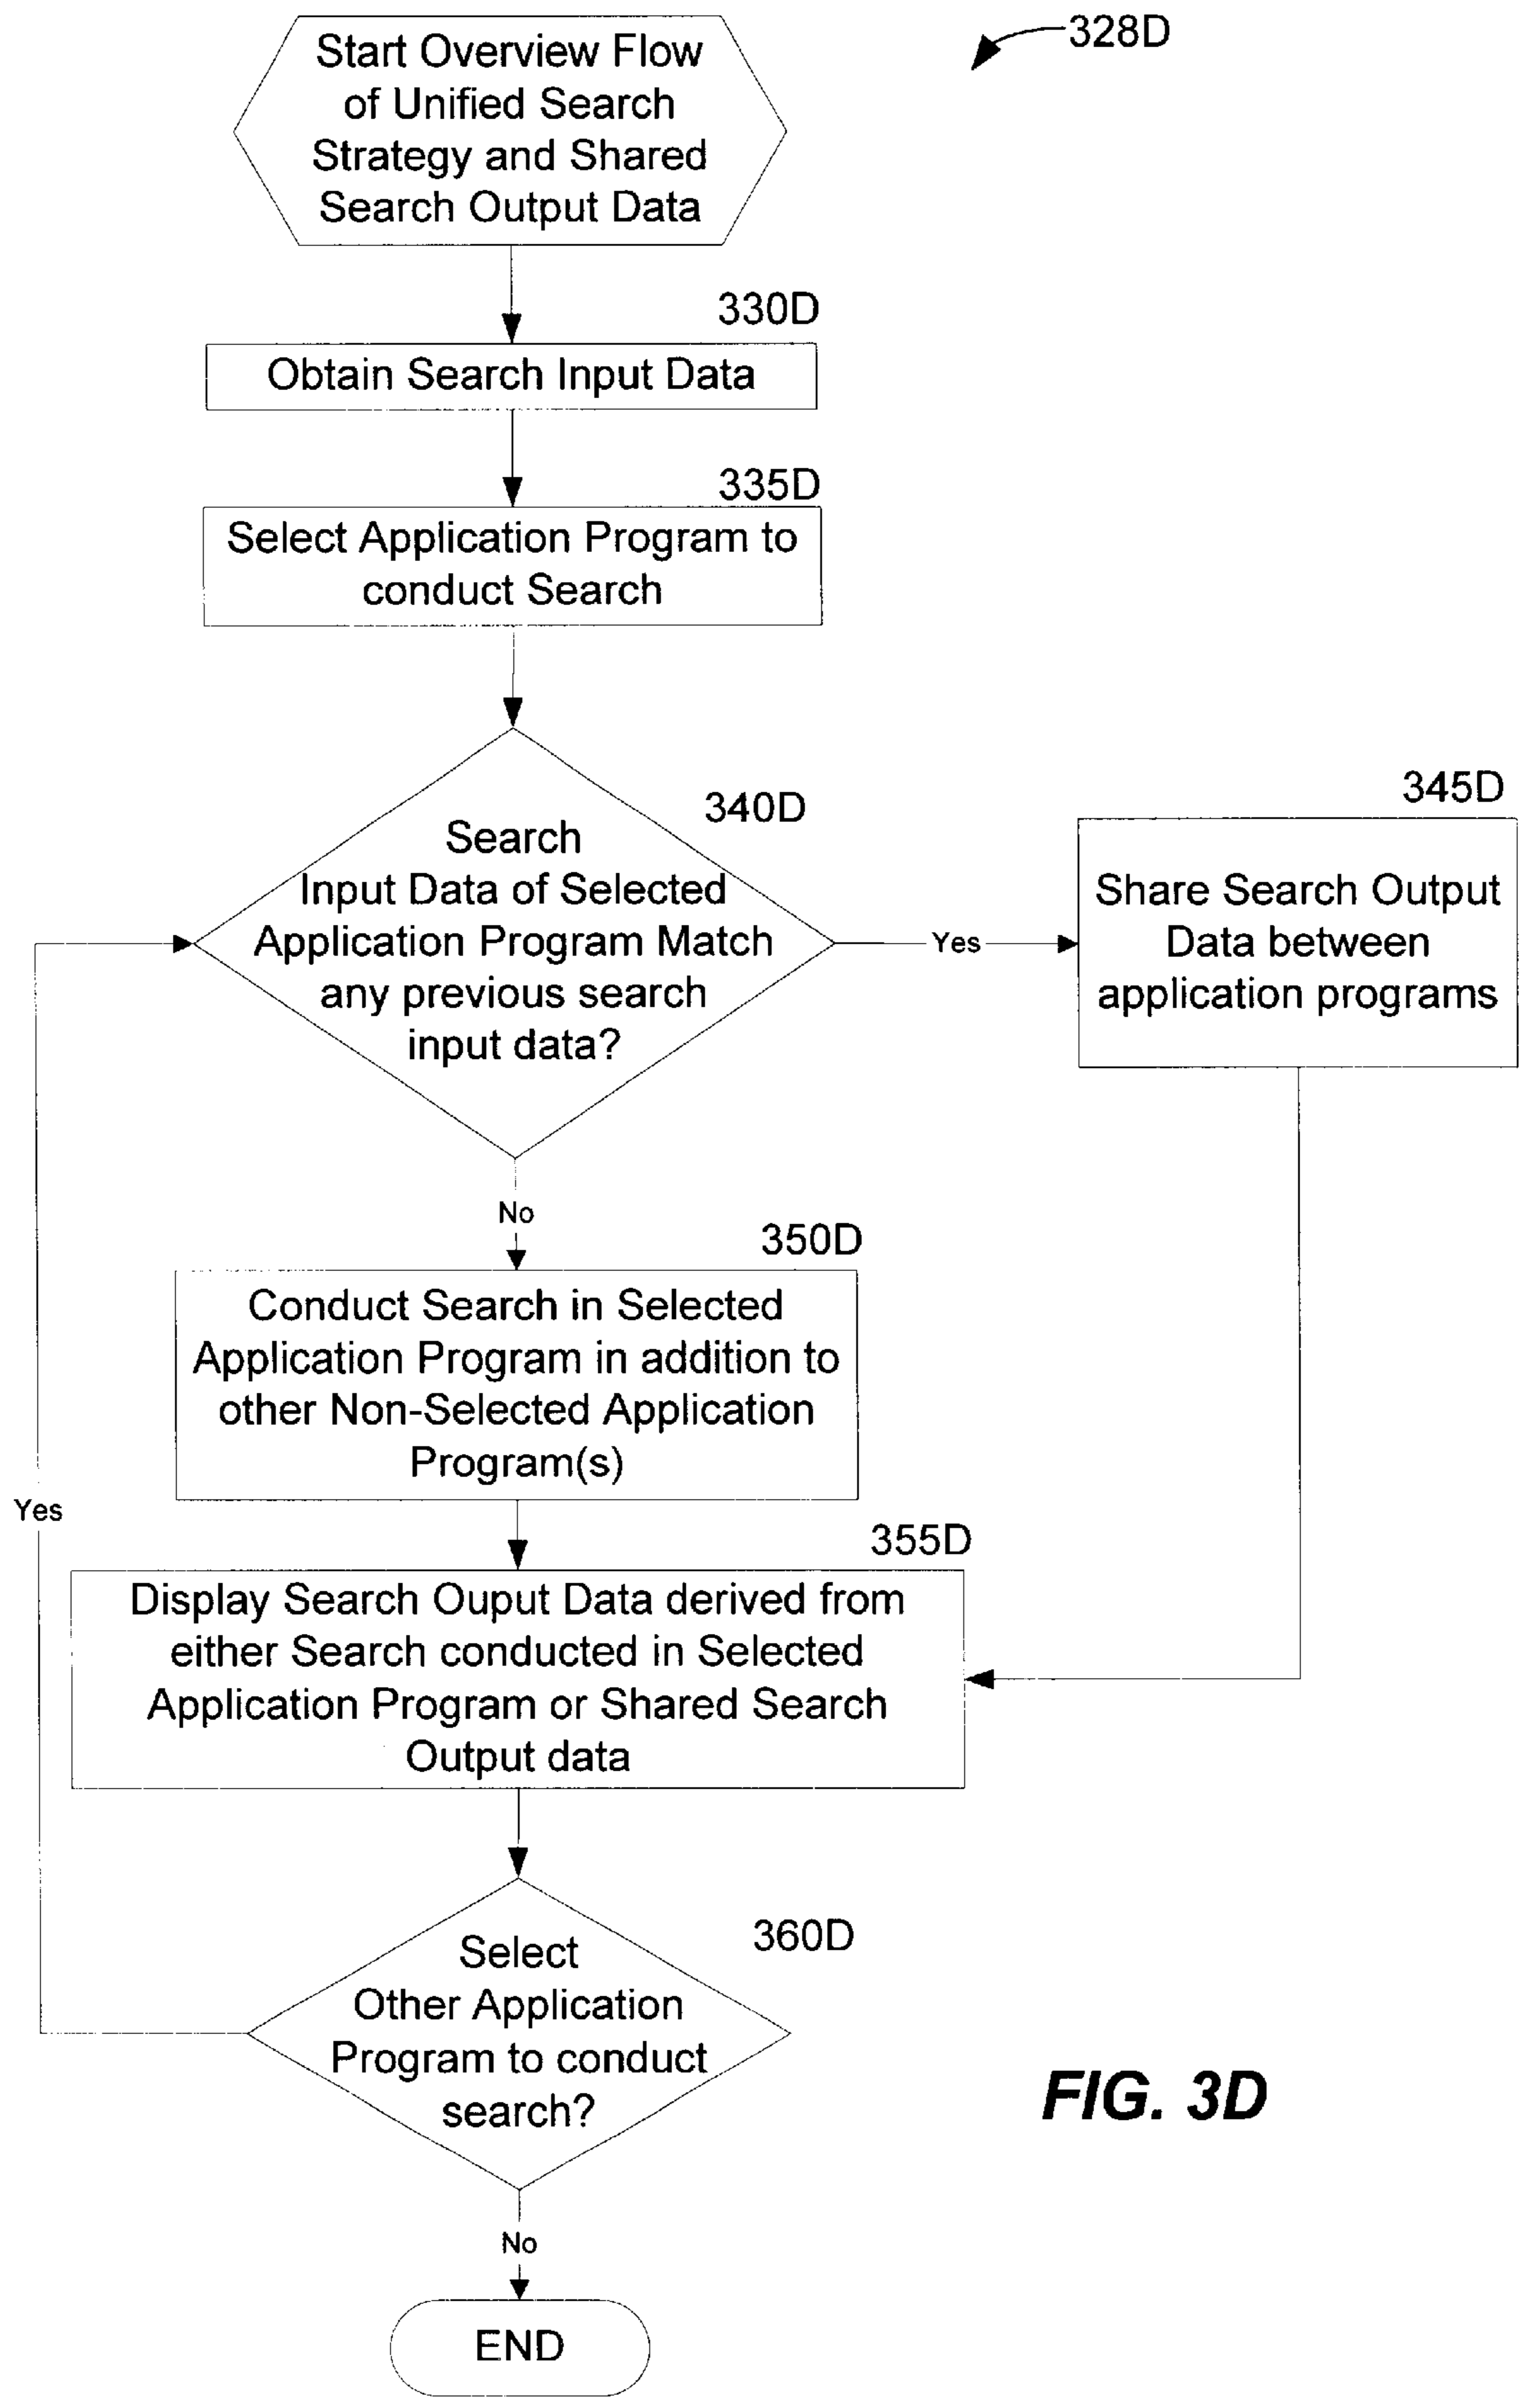 Start Overview Flow
of Unified Search
Strategy and Shared
Search Output Data
328D
330D
Obtain Search Input Data
335D
Select Application Program to
conduct Search
340D
Search
Input Data of Selected
Application Program Match
any previous search
input data?
Yes
345D
Share Search Output
Data between
application programs
No
350D
Conduct Search in Selected
Application Program in addition to
other Non-Selected Application
Program(s)
Yes
355D
Display Search Ouput Data derived from
either Search conducted in Selected
Application Program or Shared Search
Output data
360D
Select
Other Application
Program to conduct
search?
FIG. 3D
No
END